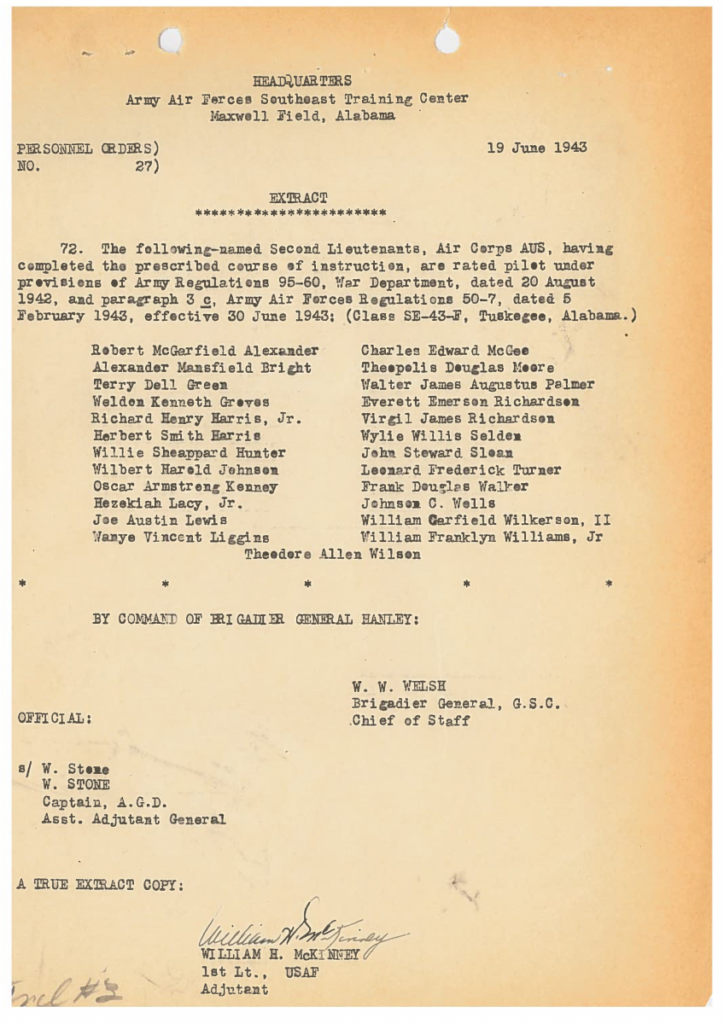 HEADQUARTERS
Army Air Forces Southeast Training Center
Maxwell Field, Alabama
PERSONNEL ORDERS) 19 June 1943
NO. 27)
EXTRACT
***********************
72. The following-named Second Lieutenants, Air Corps AUS, having
completed the prescribed course of instruction, are rated pilot under
provisions of Army Regulations 95-60, War Department, dated 20 August
1942, and paragraph 3 c, Army Air Forces Regulations 50-7, dated 5
February 1943, effective 30 June 1943: (Class SE-43-F, Tuskegee, Alabama.)
Robert McGarfield Alexander Charles Edward McGee
Alexander Mansfield Bright Theopolis Douglas Moore
Terry Dell Green Walter James Augustus Palmer
Weldon Kenneth Groves Everett Emerson Richardson
Richard Henry Harris, Jr. Virgil James Richardson
Herbert Smith Harris Wylie Willis Selden
Willie Sheappard Hunter John Steward Sloan
Wilbert Harold Johnson Leonard Frederick Turner
Oscar Armstrong Kenney Frank Douglas Walker
Hezekiah Lacy, Jr. Johnson C. Wells
Joe Austin Lewis William Garfield Wilkerson, II
Wanye Vincent Liggins William Franklyn Williams, Jr
Theodore Allen Wilson
* * * * *
BY COMMAND OF BRIGADIER GENERAL HANLEY:
W. W. WELSH
Brigadier General, G.S.C.
OFFICIAL: Chief of Staff
s/ W. Stone
W. STONE
Captain, A.G.D.
Asst. Adjutant General
A TRUE EXTRACT COPY:
William H. McKinney
WILLIAM H. McKINNEY
1st Lt., USAF
Adjutant
Incl #3